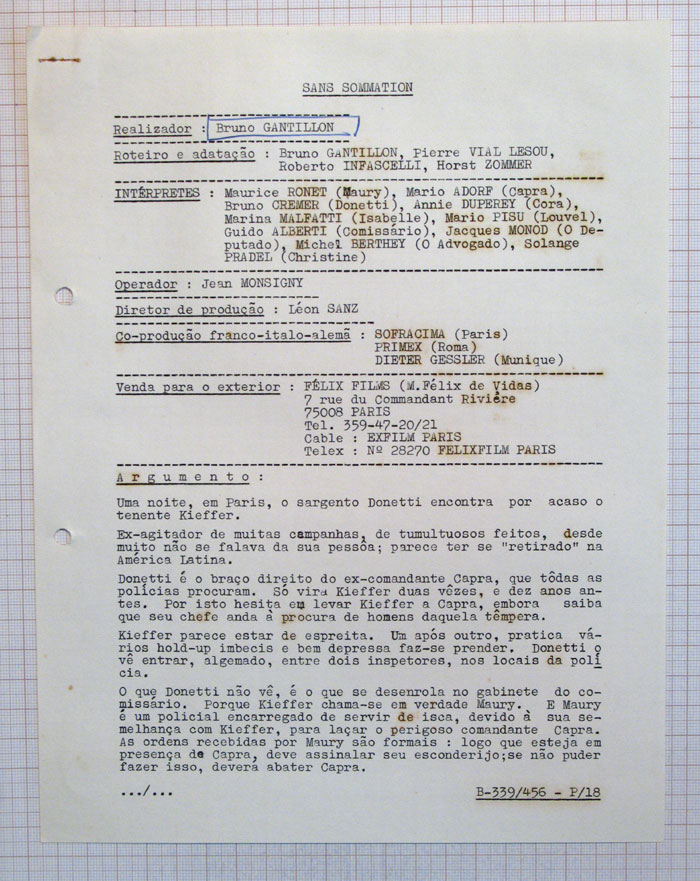 SANS SOMMATION
Realizador : Bruno GANTILLON
Roteiro e adatação : Bruno GANTILLON, Pierre VIAL LESOU,
Roberto INFASCELLI, Horst ZOMMER
INTÉRPRETES : Maurice RONET (Maury), Mario ADORF (Capra),
Bruno CREMER (Donetti), Annie DUPEREY (Cora),
Marina MALFATTI (Isabelle), Mario PISU (Louvel),
Guido ALBERTI (Comissário), Jacques MONOD (O De-
putado), Michel BERTHEY (O Advogado), Solange
PRADEL (Christine)
Operador : Jean MONSIGNY
Diretor de produção : Léon SANZ
Co-produção franco-italo-alemã : SOFRACIMA (Paris)
PRIMEX (Roma)
DIETER GESSLER (Munique)
Venda para o exterior : FÉLIX FILMS (M.Félix de Vidas)
7 rue du Commandant Rivière
75008 PARIS
Tel. 359-47-20/21
Cable : EXFILM PARIS
Telex : Nº 28270 FELIXFILM PARIS
Argumento :
Uma noite, em Paris, o sargento Donetti encontra por acaso o
tenente Kieffer.
Ex-agitador de muitas campanhas, de tumultuosos feitos, desde
muito não se falava da sua pessôa; parece ter se "retirado" na
América Latina.
Donetti é o braço direito do ex-comandante Capra, que tôdas as
polícias procuram. Só vira Kieffer duas vêzes, e dez anos an-
tes. Por isto hesita em levar Kieffer a Capra, embora saiba
que seu chefe anda à procura de homens daquela têmpera.
Kieffer parece estar de espreita. Um após outro, pratica vá-
rios hold-up imbecis e bem depressa faz-se prender. Donetti o
vê entrar, algemado, entre dois inspetores, nos locais da polí
cia.
O que Donetti não vê, é o que se desenrola no gabinete do co-
missário. Porque Kieffer chama-se em verdade Maury. E Maury
é um policial encarregado de servir de isca, devido à sua se-
melhança com Kieffer, para laçar o perigoso comandante Capra.
As ordens recebidas por Maury são formais : logo que esteja em
presença de Capra, deve assinalar seu esconderijo;se não puder
fazer isso, deverá abater Capra.
.../...
B-339/456 - P/18